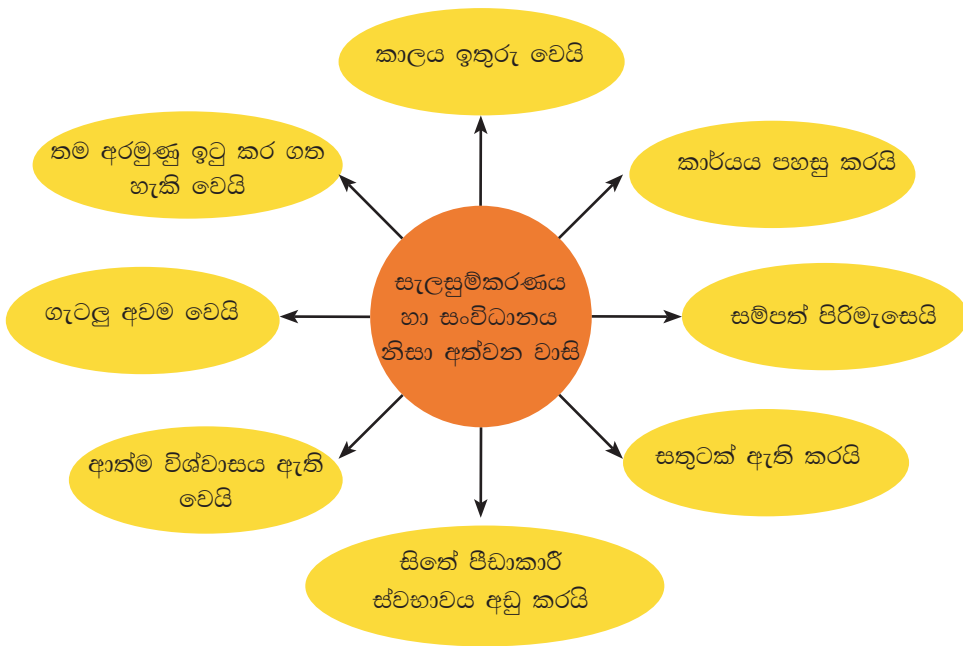 කාලය ඉතුරු වෙයි
තම අරමුණු ඉටු කර ගත
හැකි වෙයි
කාර්යය පහසු කරයි
සැලසුම්කරණය
හා සංවිධානය
නිසා අත්වන වාසි
ගැටලු අවම වෙයි
සම්පත් පිරිමැසෙයි
ආත්ම විශ්වාසය ඇති
වෙයි
සතුටක් ඇති කරයි
සිතේ පීඩාකාරී
ස්වභාවය අඩු කරයි